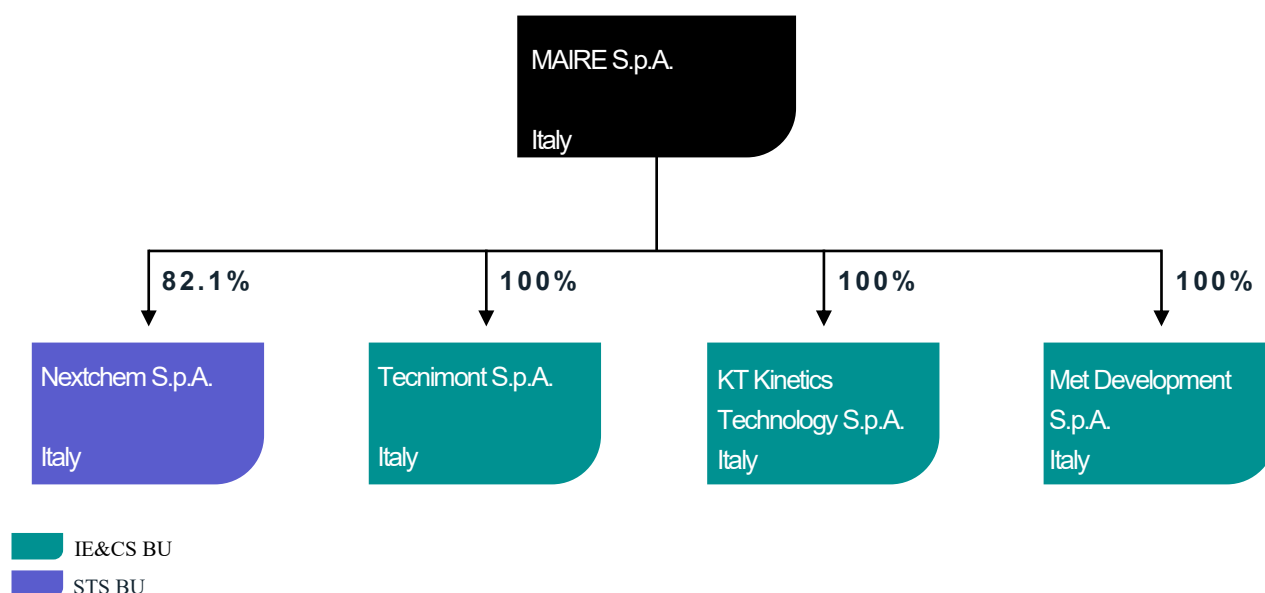 MAIRE S.p.A.
Italy
82.1%
100%
100%
100%
Nextchem S.p.A.
Italy
Tecnimont S.p.A.
Italy
KT Kinetics
Technology S.p.A.
Italy
Met Development
S.p.A.
Italy
IE&CS BU
STS BU